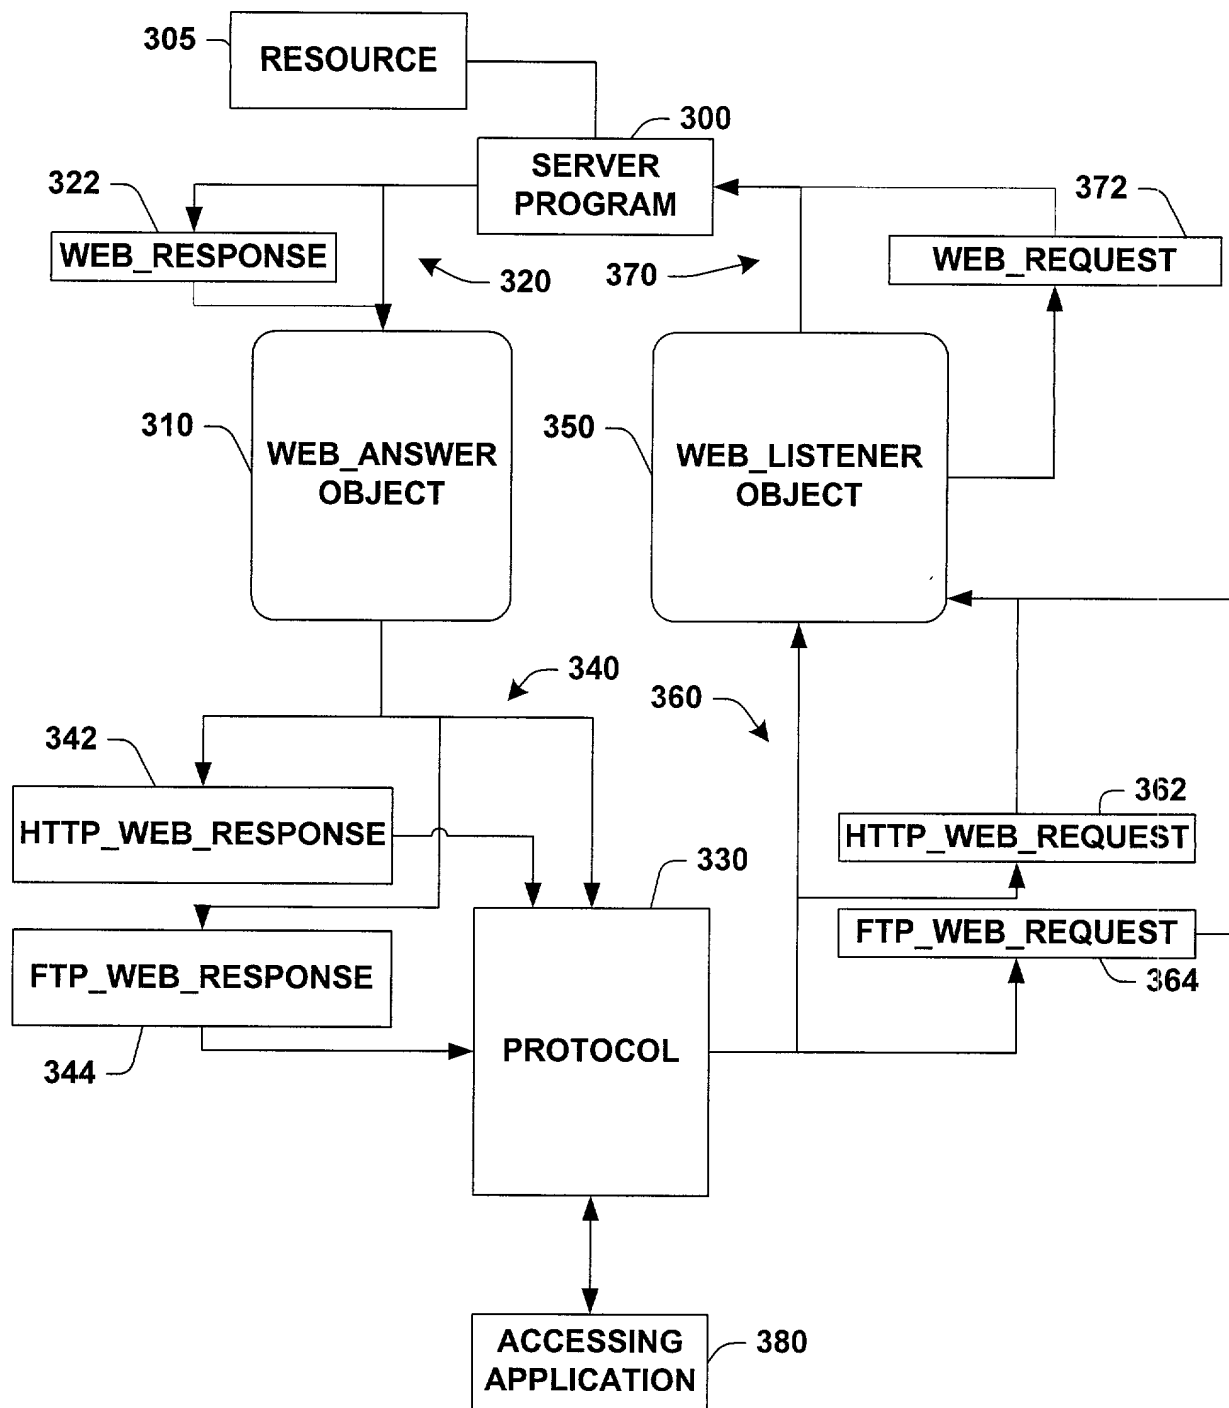 305
RESOURCE
300
SERVER
PROGRAM
322
WEB_RESPONSE
372
WEB_REQUEST
320
370
310
WEB_ANSWER
OBJECT
350
WEB_LISTENER
OBJECT
340
360
342
HTTP_WEB_RESPONSE
362
HTTP_WEB_REQUEST
330
FTP_WEB_REQUEST
364
FTP_WEB_RESPONSE
344
PROTOCOL
ACCESSING
APPLICATION
380